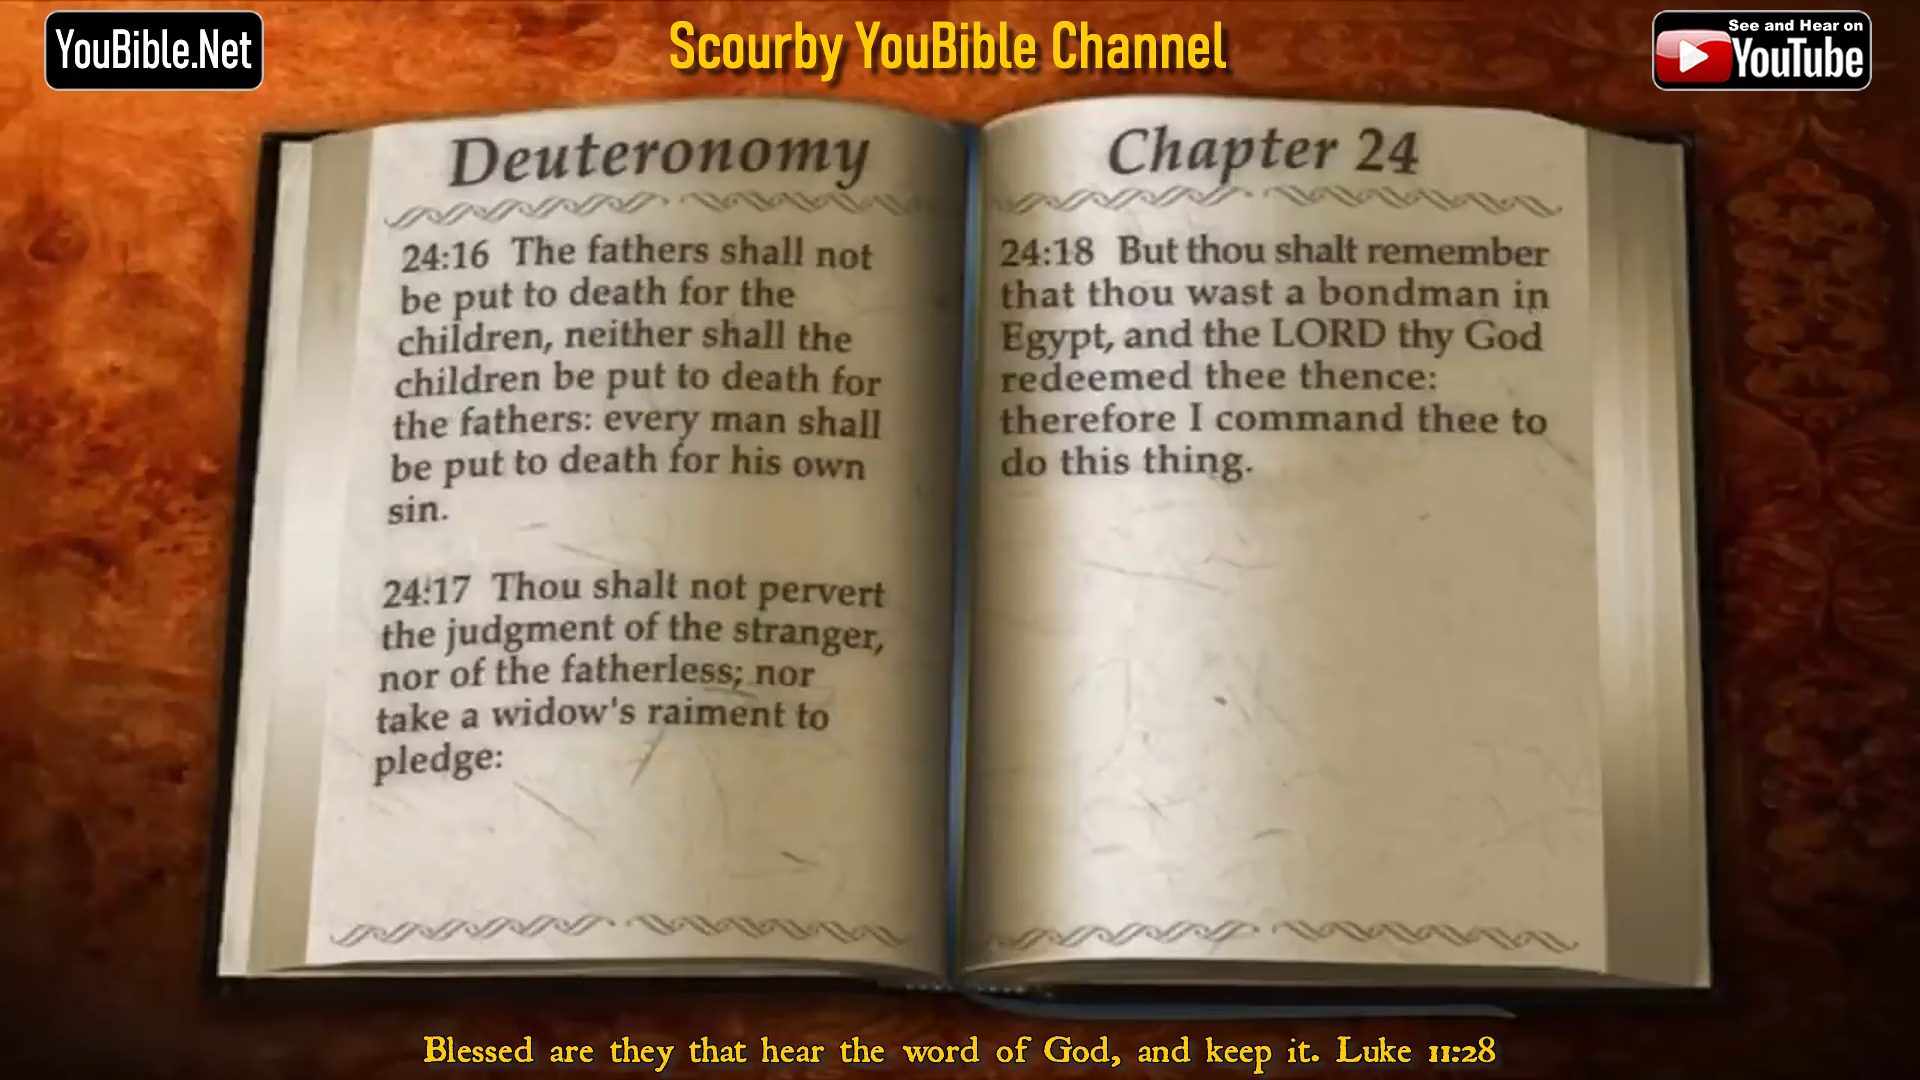 YouBible.Net
Scourby YouBible Channel
See and Hear on
YouTube
Deuteronomy
24:16 The fathers shall not
be put to death for the
children, neither shall the
children be put to death for
the fathers: every man shall
be put to death for his own
sin.
24:17 Thou shalt not pervert
the judgment of the stranger,
nor of the fatherless; nor
take a widow's raiment to
pledge:
Chapter 24
24:18 But thou shalt remember
that thou wast a bondman in
Egypt, and the LORD thy God
redeemed thee thence:
therefore I command thee to
do this thing.
Blessed are they that hear the word of God, and keep it. Luke 11:28